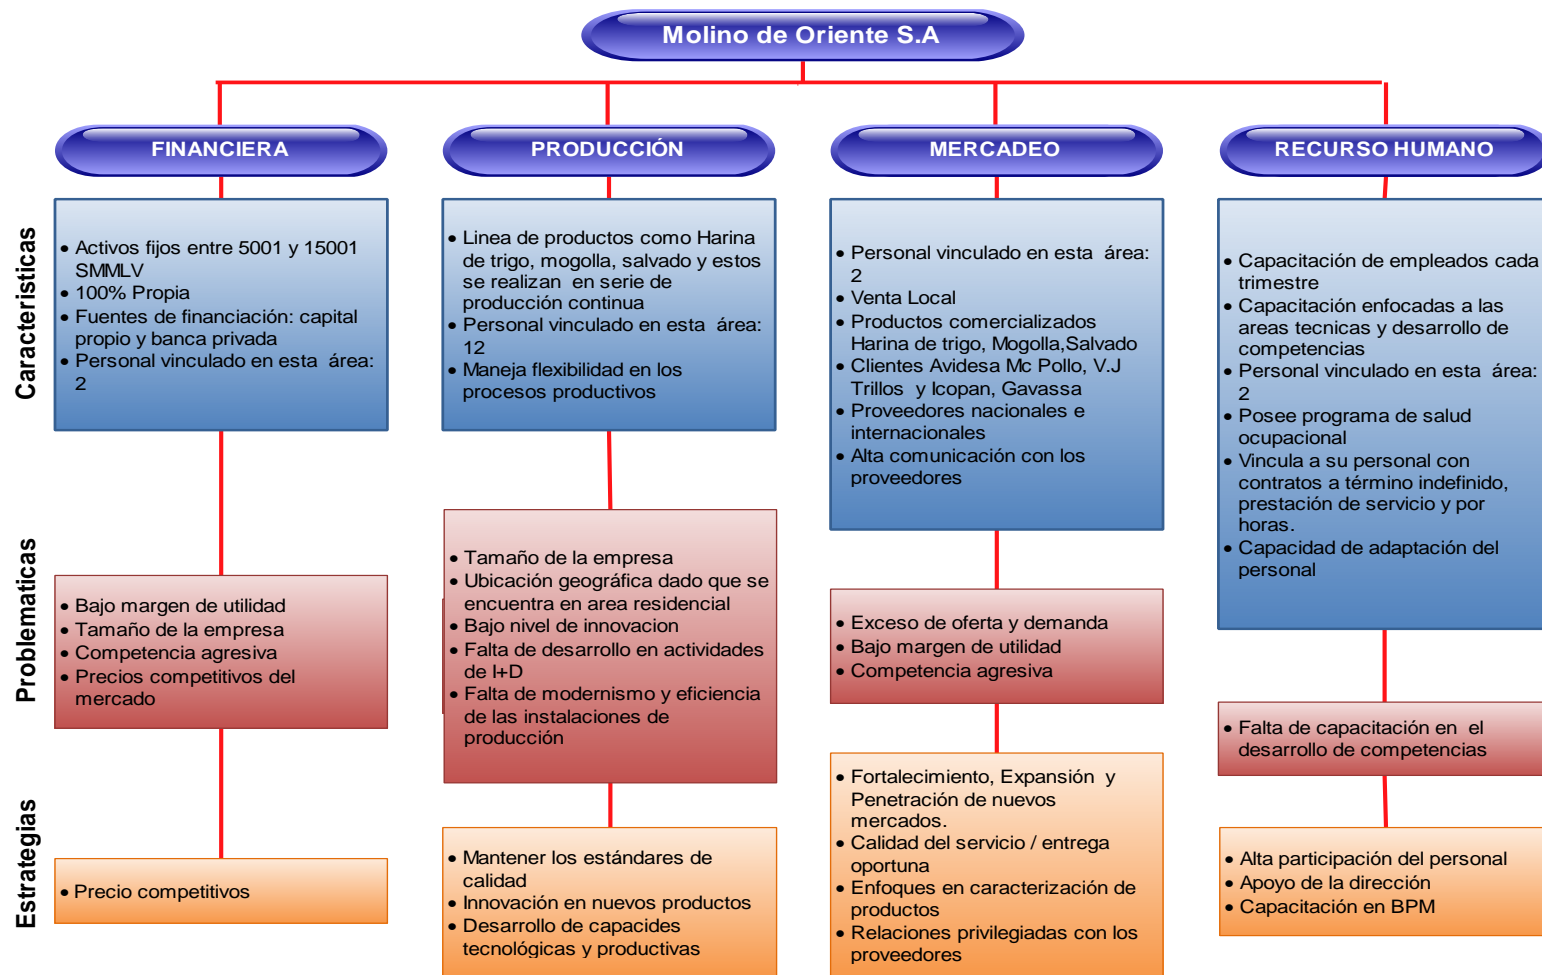 Molino de Oriente S.A
FINANCIERA
PRODUCCIÓN
MERCADEO
RECURSO HUMANO
Caracteristicas
• Activos fijos entre 5001 y 15001
SMMLV
• 100% Propia
• Fuentes de financiación: capital
propio y banca privada
• Personal vinculado en esta área:
2
• Linea de productos como Harina
de trigo, mogolla, salvado y estos
se realizan en serie de
producción continua
• Personal vinculado en esta área:
12
• Maneja flexibilidad en los
procesos productivos
• Personal vinculado en esta área:
2
• Venta Local
• Productos comercializados
Harina de trigo, Mogolla,Salvado
• Clientes Avidesa Mc Pollo, V.J
Trillos y Icopan, Gavassa
• Proveedores nacionales e
internacionales
• Alta comunicación con los
proveedores
• Capacitación de empleados cada
trimestre
• Capacitación enfocadas a las
areas tecnicas y desarrollo de
competencias
• Personal vinculado en esta área:
2
• Posee programa de salud
ocupacional
• Vincula a su personal con
contratos a término indefinido,
prestación de servicio y por
horas.
• Capacidad de adaptación del
personal
Problematicas
• Bajo margen de utilidad
• Tamaño de la empresa
• Competencia agresiva
• Precios competitivos del
mercado
• Tamaño de la empresa
• Ubicación geográfica dado que se
encuentra en area residencial
• Bajo nivel de innovacion
• Falta de desarrollo en actividades
de I+D
• Falta de modernismo y eficiencia
de las instalaciones de
producción
• Exceso de oferta y demanda
• Bajo margen de utilidad
• Competencia agresiva
• Falta de capacitación en el
desarrollo de competencias
Estrategias
• Precio competitivos
• Mantener los estándares de
calidad
• Innovación en nuevos productos
• Desarrollo de capacides
tecnológicas y productivas
• Fortalecimiento, Expansión y
Penetración de nuevos
mercados.
• Calidad del servicio / entrega
oportuna
• Enfoques en caracterización de
productos
• Relaciones privilegiadas con los
proveedores
• Alta participación del personal
• Apoyo de la dirección
• Capacitación en BPM